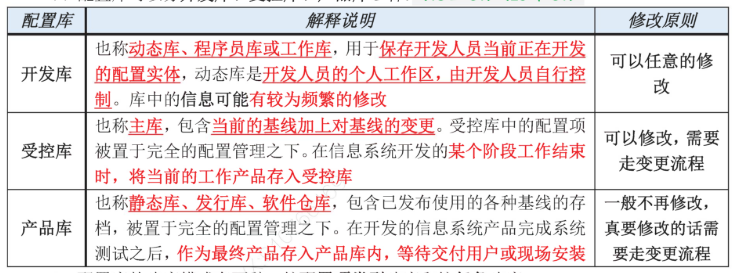 配置库 解释说明 修改原则
开发库
也称动态库、程序员库或工作库，用于保存开发人员当前正在开发
的配置实体，动态库是开发人员的个人工作区，由开发人员自行控
制。库中的信息可能有较为频繁的修改
可以任意的修
改
受控库
也称主库，包含当前的基线加上对基线的变更。受控库中的配置项
被置于完全的配置管理之下。在信息系统开发的某个阶段工作结束
时，将当前的工作产品存入受控库
可以修改，需要
走变更流程
产品库
也称静态库、发行库、软件仓库，包含已发布使用的各种基线的存
档，被置于完全的配置管理之下。在开发的信息系统产品完成系统
测试之后，作为最终产品存入产品库内，等待交付用户或现场安装
一般不再修改，
真要修改的话需
要走变更流程